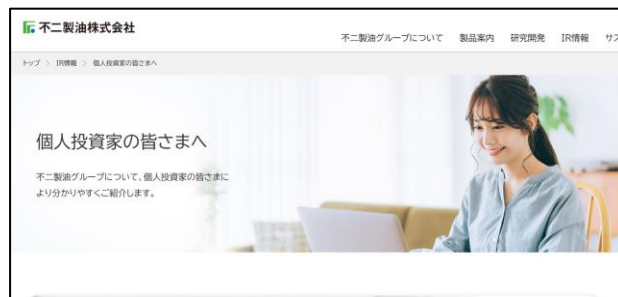 不二製油株式会社
不二製油グループについて 製品案内 研究開発 IR情報 サス
トップ > IR情報 > 個人投資家の皆さまへ
個人投資家の皆さまへ
不二製油グループについて、個人投資家の皆さまに
より分かりやすくご紹介します。